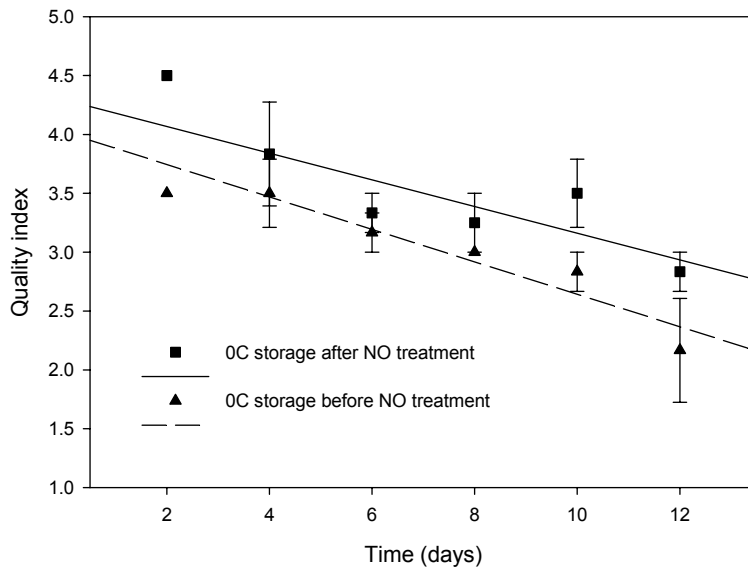 5.0
4.5
4.0
3.5
3.0
2.5
2.0
1.5
1.0
Quality index
0C storage after NO treatment
0C storage before NO treatment
2 4 6 8 10 12
Time (days)